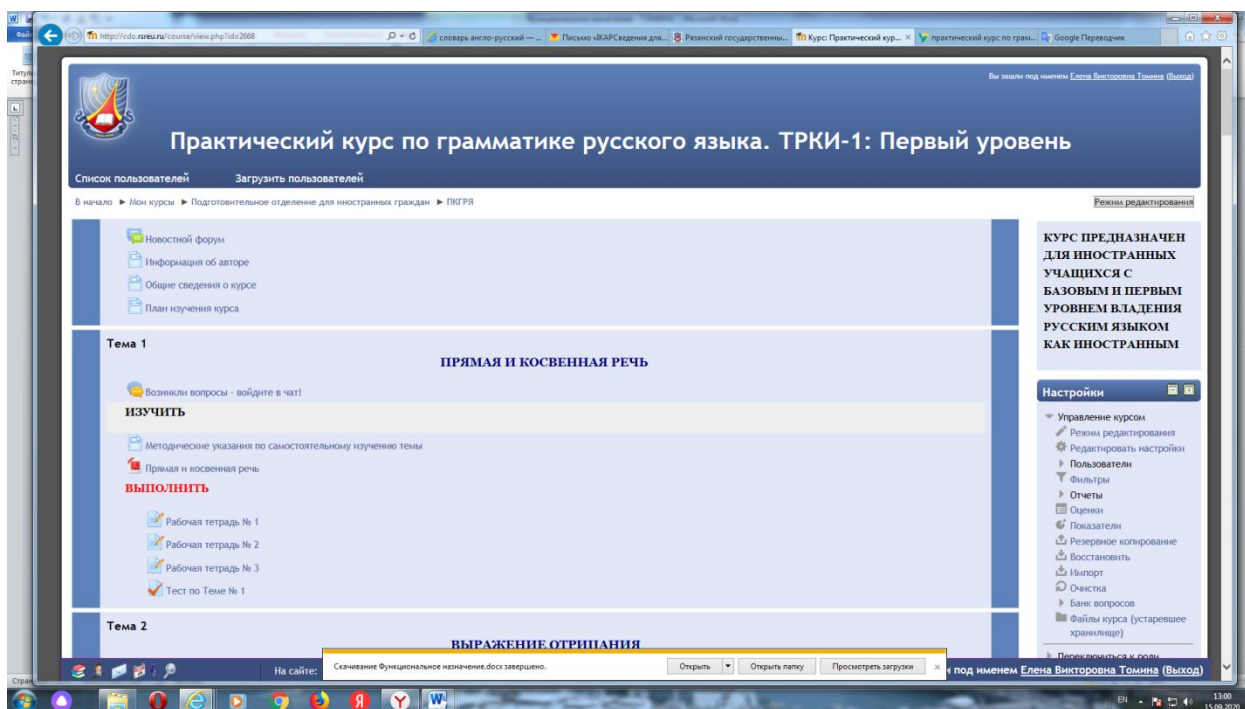 http://cdo.rsreu.ru/course/view.php?id=2668
словарь англо-русский — ...
Письмо «ИКАРСведения для...
Рязанский государственны...
Курс: Практический кур...
практический курс по грам...
Google Переводчик
Вы зашли под именем Елена Викторовна Томина (Выход)
Практический курс по грамматике русского языка. ТРКИ-1: Первый уровень
Список пользователей Загрузить пользователей
В начало ► Мои курсы ► Подготовительное отделение для иностранных граждан ► ПКГРЯ
Режим редактирования
Новостной форум
Информация об авторе
Общие сведения о курсе
План изучения курса
Тема 1
ПРЯМАЯ И КОСВЕННАЯ РЕЧЬ
Возникли вопросы - войдите в чат!
ИЗУЧИТЬ
Методические указания по самостоятельному изучению темы
Прямая и косвенная речь
ВЫПОЛНИТЬ
Рабочая тетрадь № 1
Рабочая тетрадь № 2
Рабочая тетрадь № 3
Тест по Теме № 1
Тема 2
ВЫРАЖЕНИЕ ОТРИЦАНИЯ
КУРС ПРЕДНАЗНАЧЕН
ДЛЯ ИНОСТРАННЫХ
УЧАЩИХСЯ С
БАЗОВЫМ И ПЕРВЫМ
УРОВНЕМ ВЛАДЕНИЯ
РУССКИМ ЯЗЫКОМ
КАК ИНОСТРАННЫМ
Настройки
Управление курсом
Режим редактирования
Редактировать настройки
Пользователи
Фильтры
Отчеты
Оценки
Показатели
Резервное копирование
Восстановить
Импорт
Очистка
Банк вопросов
Файлы курса (устаревшее
хранилище)
Переключиться к роли
На сайте:
Скачивание Функциональное назначение.docx завершено.
Открыть
Открыть папку
Просмотреть загрузки
под именем Елена Викторовна Томина (Выход)
EN
13:00
15.09.2020